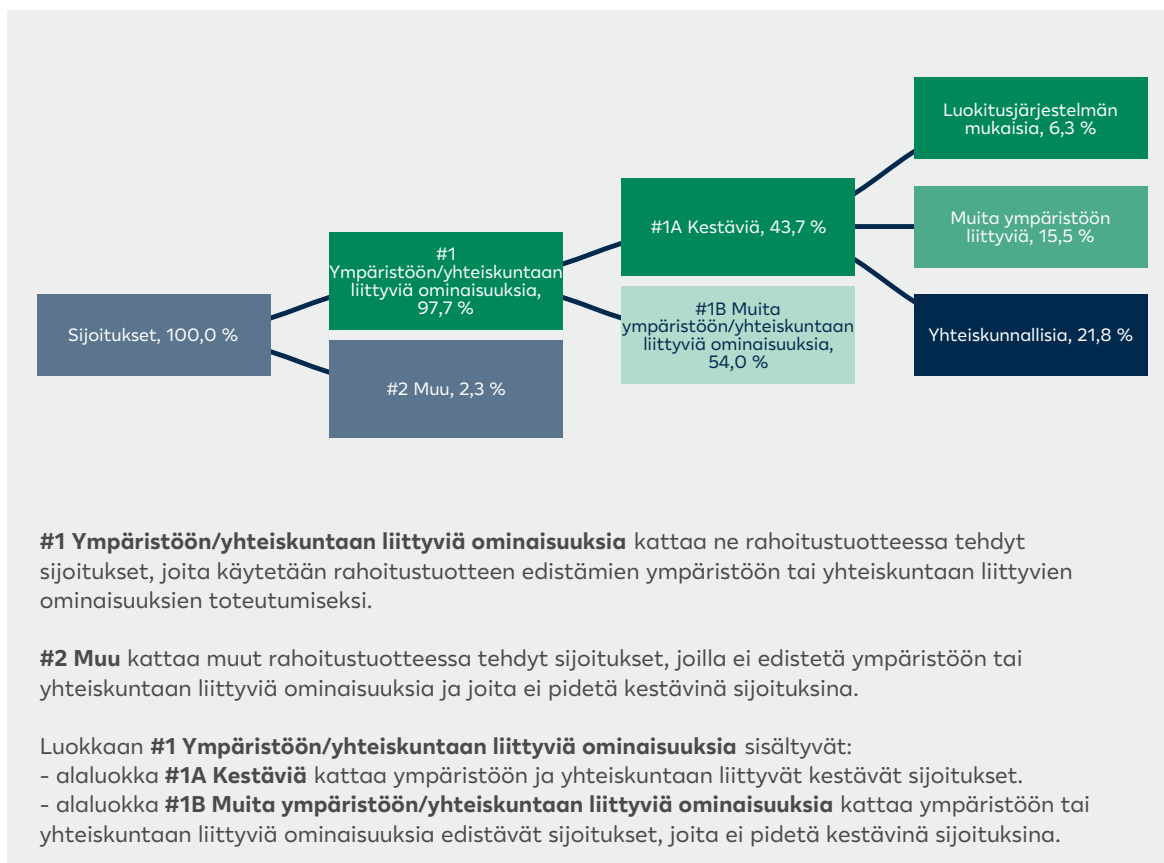 Sijoitukset, 100,0 %
#1
Ympäristöön/yhteiskuntaan
liittyviä ominaisuuksia,
97,7 %
#2 Muu, 2,3 %
#1A Kestäviä, 43,7 %
#1B Muita
ympäristöön/yhteiskuntaan
liittyviä ominaisuuksia,
54,0 %
Luokitusjärjestelmän
mukaisia, 6,3 %
Muita ympäristöön
liittyviä, 15,5 %
Yhteiskunnallisia, 21,8 %
#1 Ympäristöön/yhteiskuntaan liittyviä ominaisuuksia kattaa ne rahoitustuotteessa tehdyt
sijoitukset, joita käytetään rahoitustuotteen edistämien ympäristöön tai yhteiskuntaan liittyvien
ominaisuuksien toteutumiseksi.
#2 Muu kattaa muut rahoitustuotteessa tehdyt sijoitukset, joilla ei edistetä ympäristöön tai
yhteiskuntaan liittyviä ominaisuuksia ja joita ei pidetä kestävinä sijoituksina.
Luokkaan #1 Ympäristöön/yhteiskuntaan liittyviä ominaisuuksia sisältyvät:
- alaluokka #1A Kestäviä kattaa ympäristöön ja yhteiskuntaan liittyvät kestävät sijoitukset.
- alaluokka #1B Muita ympäristöön/yhteiskuntaan liittyviä ominaisuuksia kattaa ympäristöön tai
yhteiskuntaan liittyviä ominaisuuksia edistävät sijoitukset, joita ei pidetä kestävinä sijoituksina.